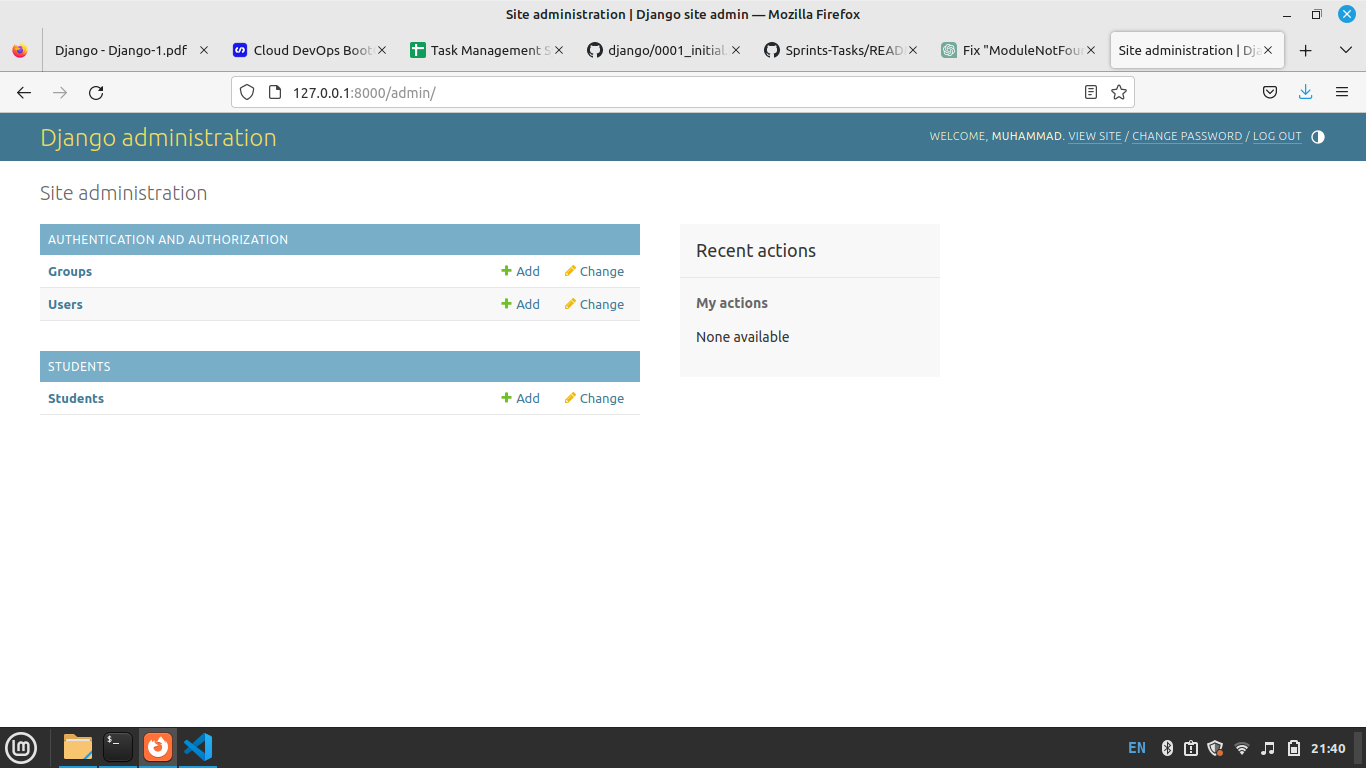 Site administration | Django site admin — Mozilla Firefox
Django - Django-1.pdf
Cloud DevOps Boot
Task Management S
django/0001_initial.
Sprints-Tasks/READ
Fix "ModuleNotFou
Site administration | Dja
127.0.0.1:8000/admin/
Django administration
WELCOME, MUHAMMAD. VIEW SITE / CHANGE PASSWORD / LOG OUT
Site administration
AUTHENTICATION AND AUTHORIZATION
Groups Add Change
Users Add Change
STUDENTS
Students Add Change
Recent actions
My actions
None available
EN
21:40